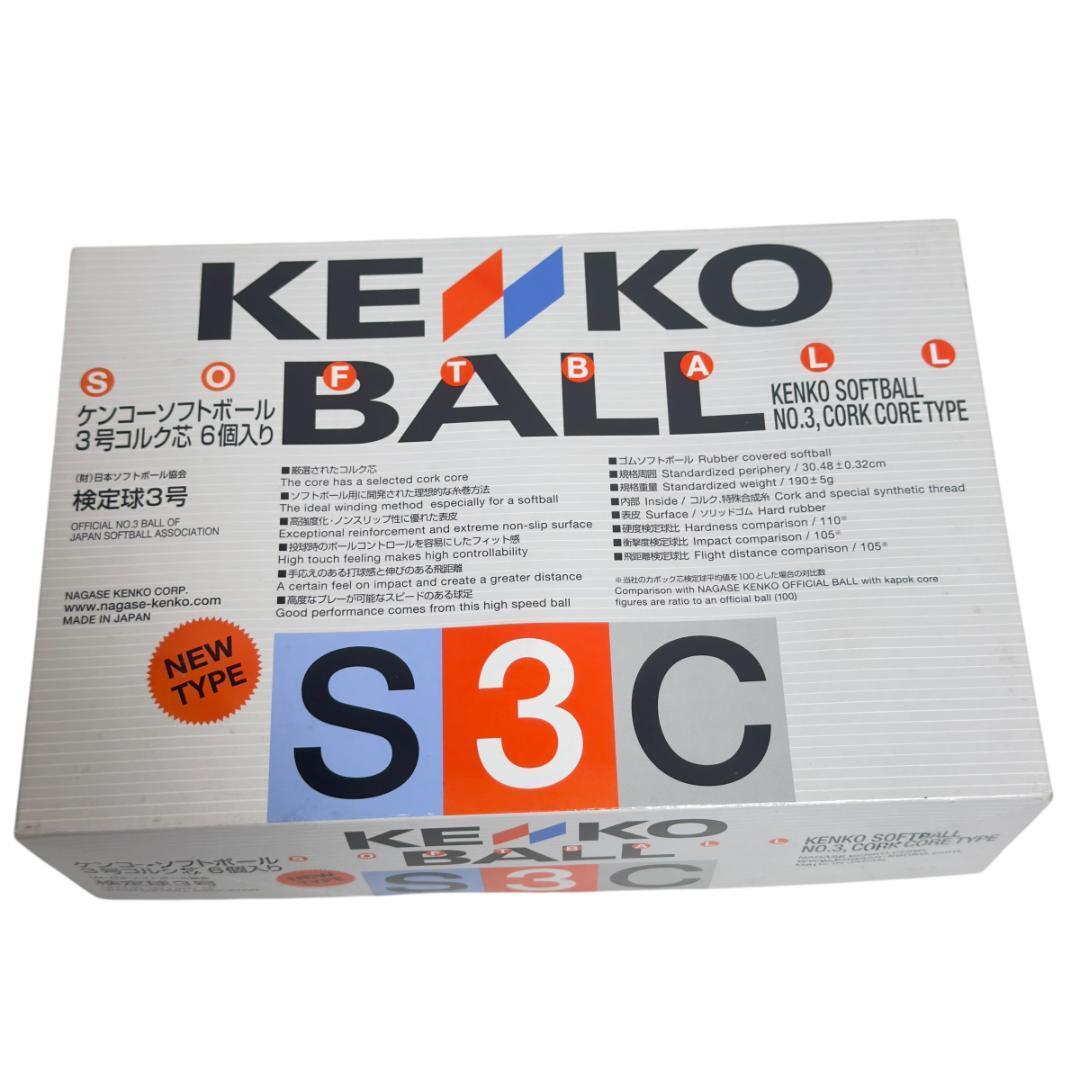 KENKO
SOFTBALL
BALL
ケンコーソフトボール
3号コルク芯 6個入り
KENKO SOFTBALL
NO.3, CORK CORE TYPE
(財)日本ソフトボール協会
検定球3号
OFFICIAL NO.3 BALL OF
JAPAN SOFTBALL ASSOCIATION
NAGASE KENKO CORP.
www.nagase-kenko.com
MADE IN JAPAN
■厳選されたコルク芯
The core has a selected cork core
■ソフトボール用に開発された理想的な糸巻方法
The ideal winding method especially for a softball
■高強度化・ノンスリップ性に優れた表皮
Exceptional reinforcement and extreme non-slip surface
■投球時のボールコントロールを容易にしたフィット感
High touch feeling makes high controllability
■手応えのある打球感と伸びのある飛距離
A certain feel on impact and create a greater distance
■高度なプレーが可能なスピードのある球足
Good performance comes from this high speed ball
■ゴムソフトボール Rubber covered softball
■規格周囲 Standardized periphery / 30.48±0.32cm
■規格重量 Standardized weight / 190±5g
■内部 Inside / コルク,特殊合成糸 Cork and special synthetic thread
■表皮 Surface / ソリッドゴム Hard rubber
■硬度検定球比 Hardness comparison / 110※
■衝撃度検定球比 Impact comparison / 105※
■飛距離検定球比 Flight distance comparison / 105※
※当社のカポック芯検定球平均値を100とした場合の対比数
Comparison with NAGASE KENKO OFFICIAL BALL with kapok core
figures are ratio to an official ball (100)
NEW
TYPE
S3C
KENKO
SOFTBALL
BALL
ケンコーソフトボール
3号コルク芯 6個入り
検定球3号
NEW
TYPE
S3C
KENKO SOFTBALL
NO.3, CORK CORE TYPE